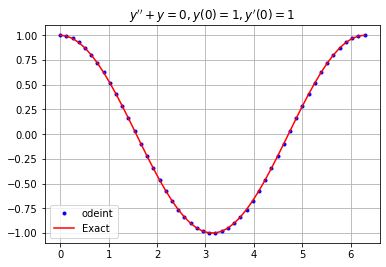 y'' + y = 0, y(0) = 1, y'(0) = 1
1.00
0.75
0.50
0.25
0.00
−0.25
−0.50
−0.75
−1.00
odeint
Exact
0 1 2 3 4 5 6